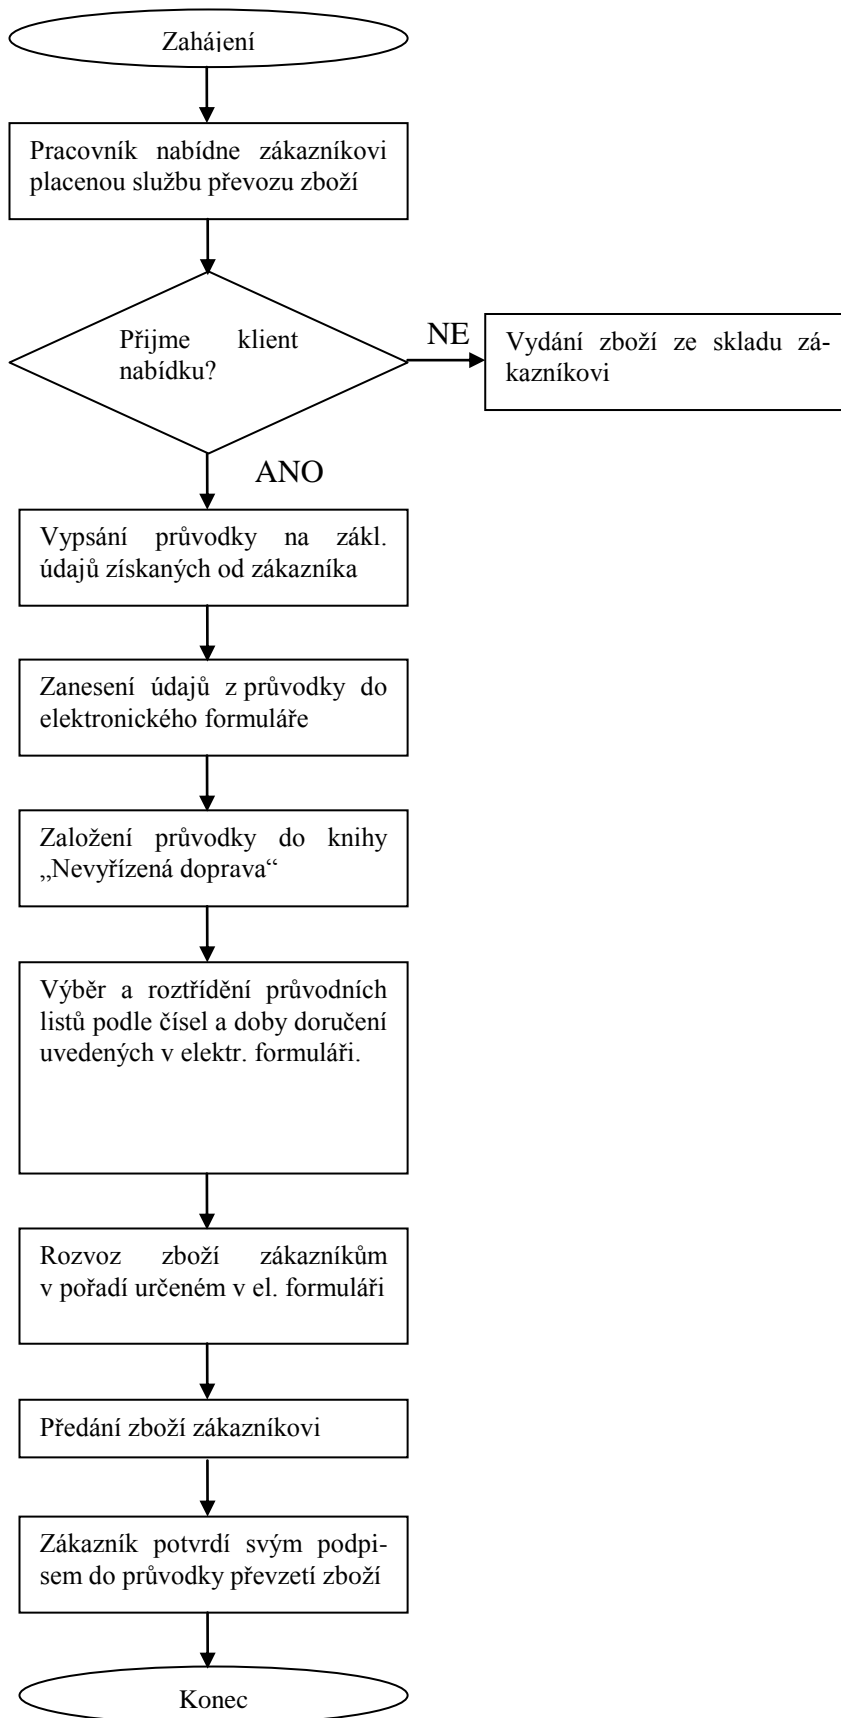 Zahájení
Pracovník nabídne zákazníkovi
placenou službu převozu zboží
Přijme klient
nabídku?
NE
Vydání zboží ze skladu zá-
kazníkovi
ANO
Vypsání průvodky na zákl.
údajů získaných od zákazníka
Zanesení údajů z průvodky do
elektronického formuláře
Založení průvodky do knihy
„Nevyřízená doprava“
Výběr a roztřídění průvodních
listů podle čísel a doby doručení
uvedených v elektr. formuláři.
Rozvoz zboží zákazníkům
v pořadí určeném v el. formuláři
Předání zboží zákazníkovi
Zákazník potvrdí svým podpi-
sem do průvodky převzetí zboží
Konec